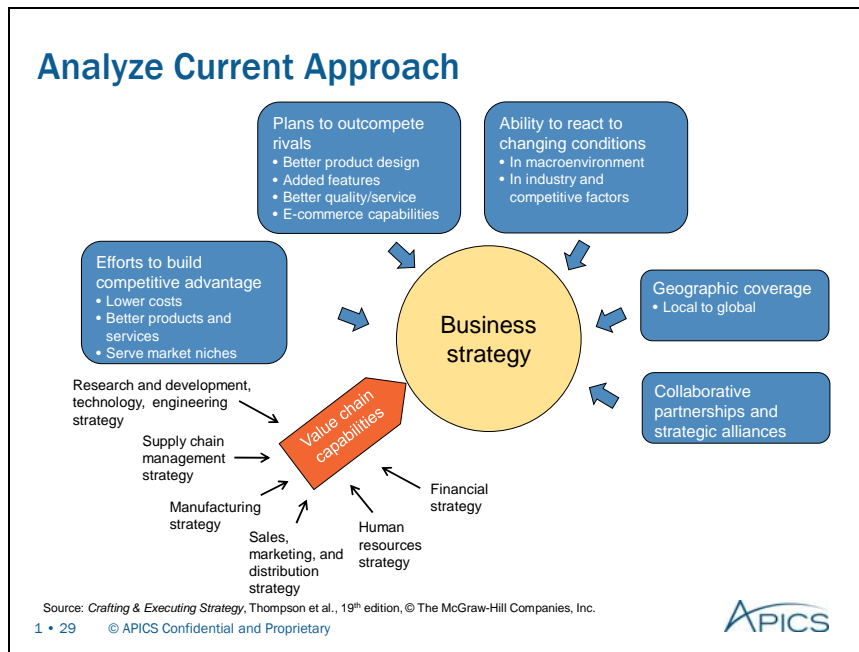 Analyze Current Approach
Plans to outcompete
rivals
• Better product design
• Added features
• Better quality/service
• E-commerce capabilities
Ability to react to
changing conditions
• In macroenvironment
• In industry and
competitive factors
Efforts to build
competitive advantage
• Lower costs
• Better products and
services
• Serve market niches
Geographic coverage
• Local to global
Business
strategy
Collaborative
partnerships and
strategic alliances
Value chain
capabilities
Research and development,
technology, engineering
strategy
Supply chain
management
strategy
Manufacturing
strategy
Sales,
marketing, and
distribution
strategy
Human
resources
strategy
Financial
strategy
Source: Crafting & Executing Strategy, Thompson et al., 19th edition, © The McGraw-Hill Companies, Inc.
1 • 29 © APICS Confidential and Proprietary
APICS